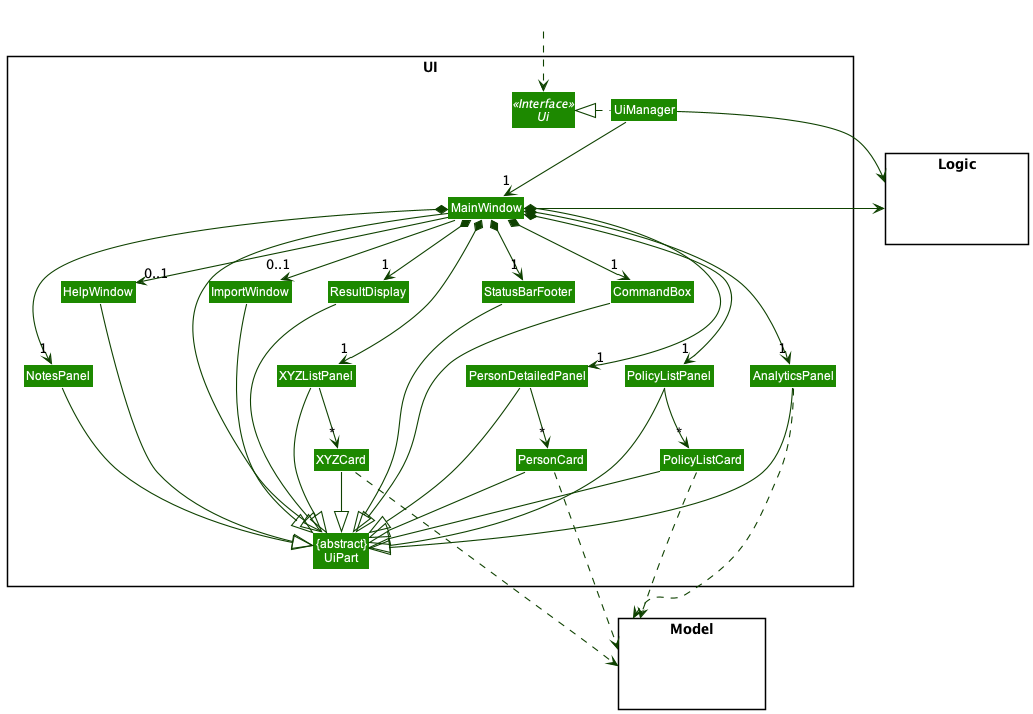 UI
«Interface»
Ui
UiManager
Logic
1
MainWindow
0..1
0..1
1
1
1
HelpWindow
ImportWindow
ResultDisplay
StatusBarFooter
CommandBox
1
1
1
1
1
NotesPanel
XYZListPanel
PersonDetailedPanel
PolicyListPanel
AnalyticsPanel
*
*
*
XYZCard
PersonCard
PolicyListCard
{abstract}
UiPart
Model